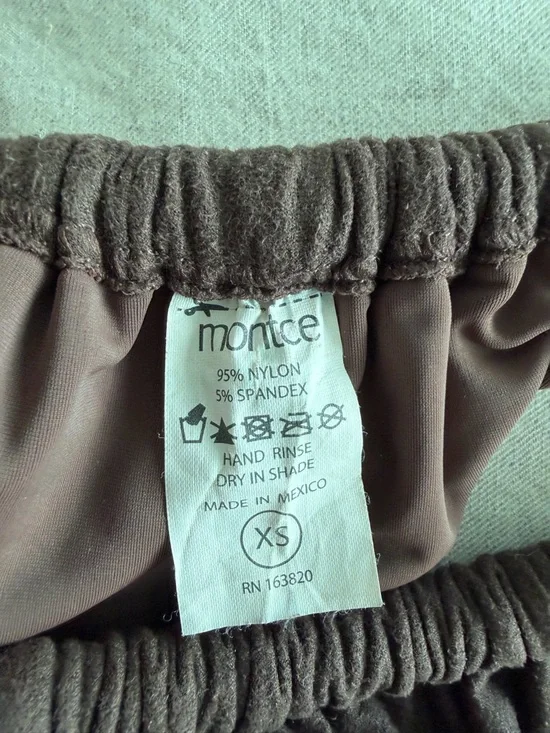 montce
95% NYLON
5% SPANDEX
HAND RINSE
DRY IN SHADE
MADE IN MEXICO
XS
RN 163820